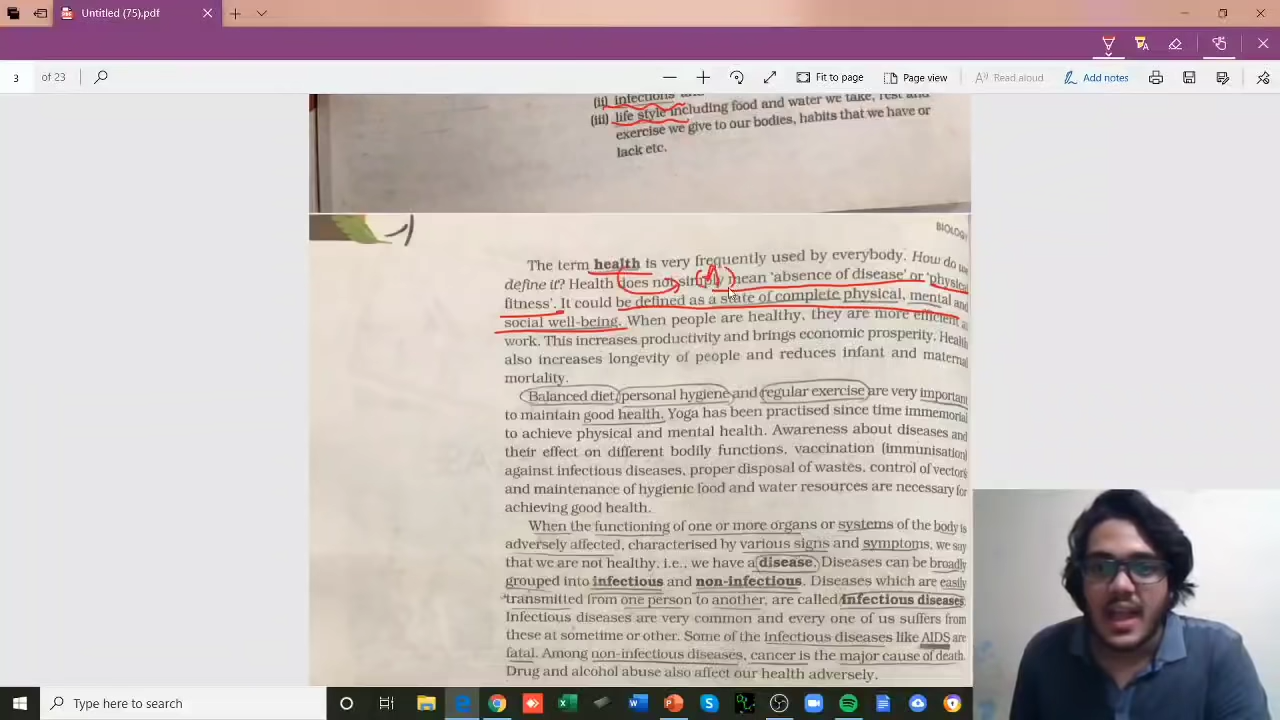 Untitled (75).pdf
3 of 23
Fit to page
Page view
Read aloud
Add notes
(ii) infections
(iii) life style including food and water we take, rest and
exercise we give to our bodies, habits that we have or
lack etc.
BIOLOGY
The term health is very frequently used by everybody. How do we
define it? Health does not simply mean 'absence of disease' or 'physical
fitness'. It could be defined as a state of complete physical, mental and
social well-being. When people are healthy, they are more efficient at
work. This increases productivity and brings economic prosperity. Health
also increases longevity of people and reduces infant and maternal
mortality.
Balanced diet, personal hygiene and regular exercise are very important
to maintain good health. Yoga has been practised since time immemorial
to achieve physical and mental health. Awareness about diseases and
their effect on different bodily functions, vaccination (immunisation)
against infectious diseases, proper disposal of wastes, control of vectors
and maintenance of hygienic food and water resources are necessary for
achieving good health.
When the functioning of one or more organs or systems of the body is
adversely affected, characterised by various signs and symptoms, we say
that we are not healthy, i.e., we have a disease. Diseases can be broadly
grouped into infectious and non-infectious. Diseases which are easily
transmitted from one person to another, are called infectious diseases.
Infectious diseases are very common and every one of us suffers from
these at sometime or other. Some of the infectious diseases like AIDS are
fatal. Among non-infectious diseases, cancer is the major cause of death.
Drug and alcohol abuse also affect our health adversely.
Type here to search